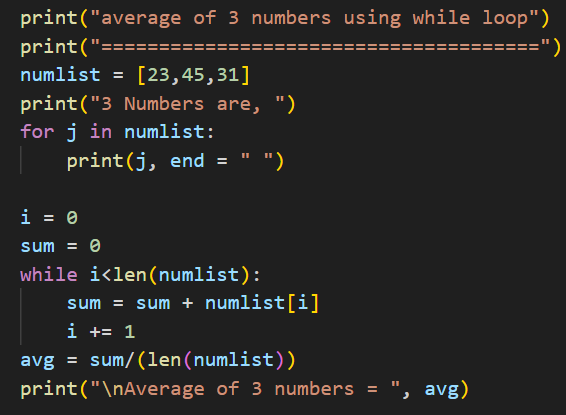 print("average of 3 numbers using while loop")
print("======================================")
numlist = [23,45,31]
print("3 Numbers are, ")
for j in numlist:
    print(j, end = " ")

i = 0
sum = 0
while i<len(numlist):
    sum = sum + numlist[i]
    i += 1
avg = sum/(len(numlist))
print("\nAverage of 3 numbers = ", avg)